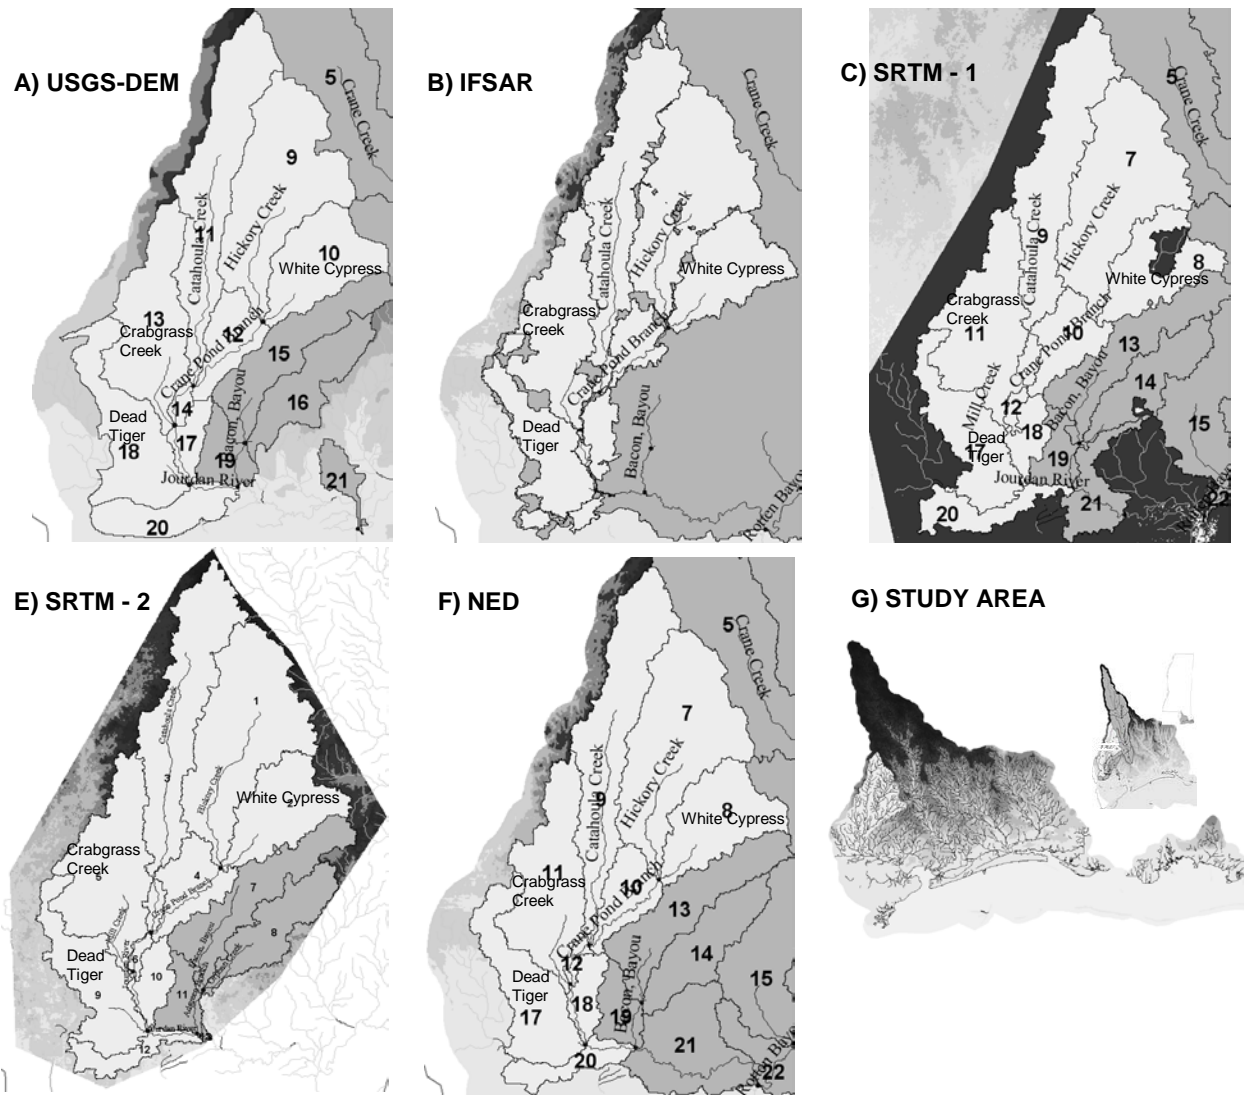 A) USGS-DEM
5
Crane Creek
9
Catahoula Creek
11
Hickory Creek
10
White Cypress
13
Crabgrass
Creek
12
Crane Pond Branch
15
14
16
Dead
Tiger
18
17
Bacon, Bayou
19
Jourdan River
21
20
B) IFSAR
Crane Creek
Catahoula Creek
Hickory Creek
White Cypress
Crabgrass
Creek
Crane Pond Branch
Dead
Tiger
Bacon, Bayou
Rotten Bayou
C) SRTM - 1
5
Crane Creek
7
9
Catahoula Creek
Hickory Creek
8
White Cypress
Crabgrass
Creek
11
10
Crane Pond Branch
13
Mill Creek
12
Bacon, Bayou
14
15
18
Dead
Tiger
17
19
Jourdan River
20
21
22
E) SRTM - 2
1
Catahoula Creek
3
Hickory Creek
White Cypress
2
Crabgrass
Creek
5
4
Crane Pond Branch
7
8
Dead
Tiger
9
6
10
11
Jourdan River
12
F) NED
5
Crane Creek
7
Catahoula Creek
9
Hickory Creek
8
White Cypress
11
Crabgrass
Creek
10
Crane Pond Branch
13
12
14
15
Dead
Tiger
17
18
Bacon, Bayou
19
21
20
22
Rotten Bayou
G) STUDY AREA